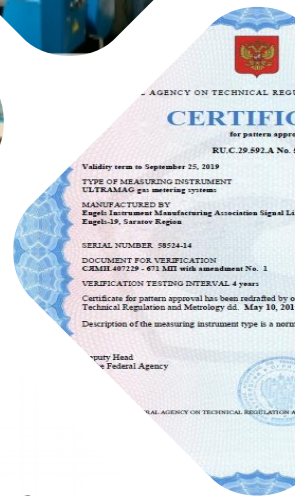 AGENCY ON TECHNICAL REGU
CERTIFIC
for pattern appro
RU.C.29.592.A No.
Validity term to September 25, 2019
TYPE OF MEASURING INSTRUMENT
ULTRAMAG gas metering systems
MANUFACTURED BY
Engels Instrument Manufacturing Association Signal Li
Engels-19, Saratov Region
SERIAL NUMBER 58524-14
DOCUMENT FOR VERIFICATION
СЯМИ.407229 - 671 МП with amendment No. 1
VERIFICATION TESTING INTERVAL 4 years
Certificate for pattern approval has been redrafted by o
Technical Regulation and Metrology dd. May 10, 201
Description of the measuring instrument type is a norm
eputy Head
e Federal Agency
RAL AGENCY ON TECHNICAL REGULATION A